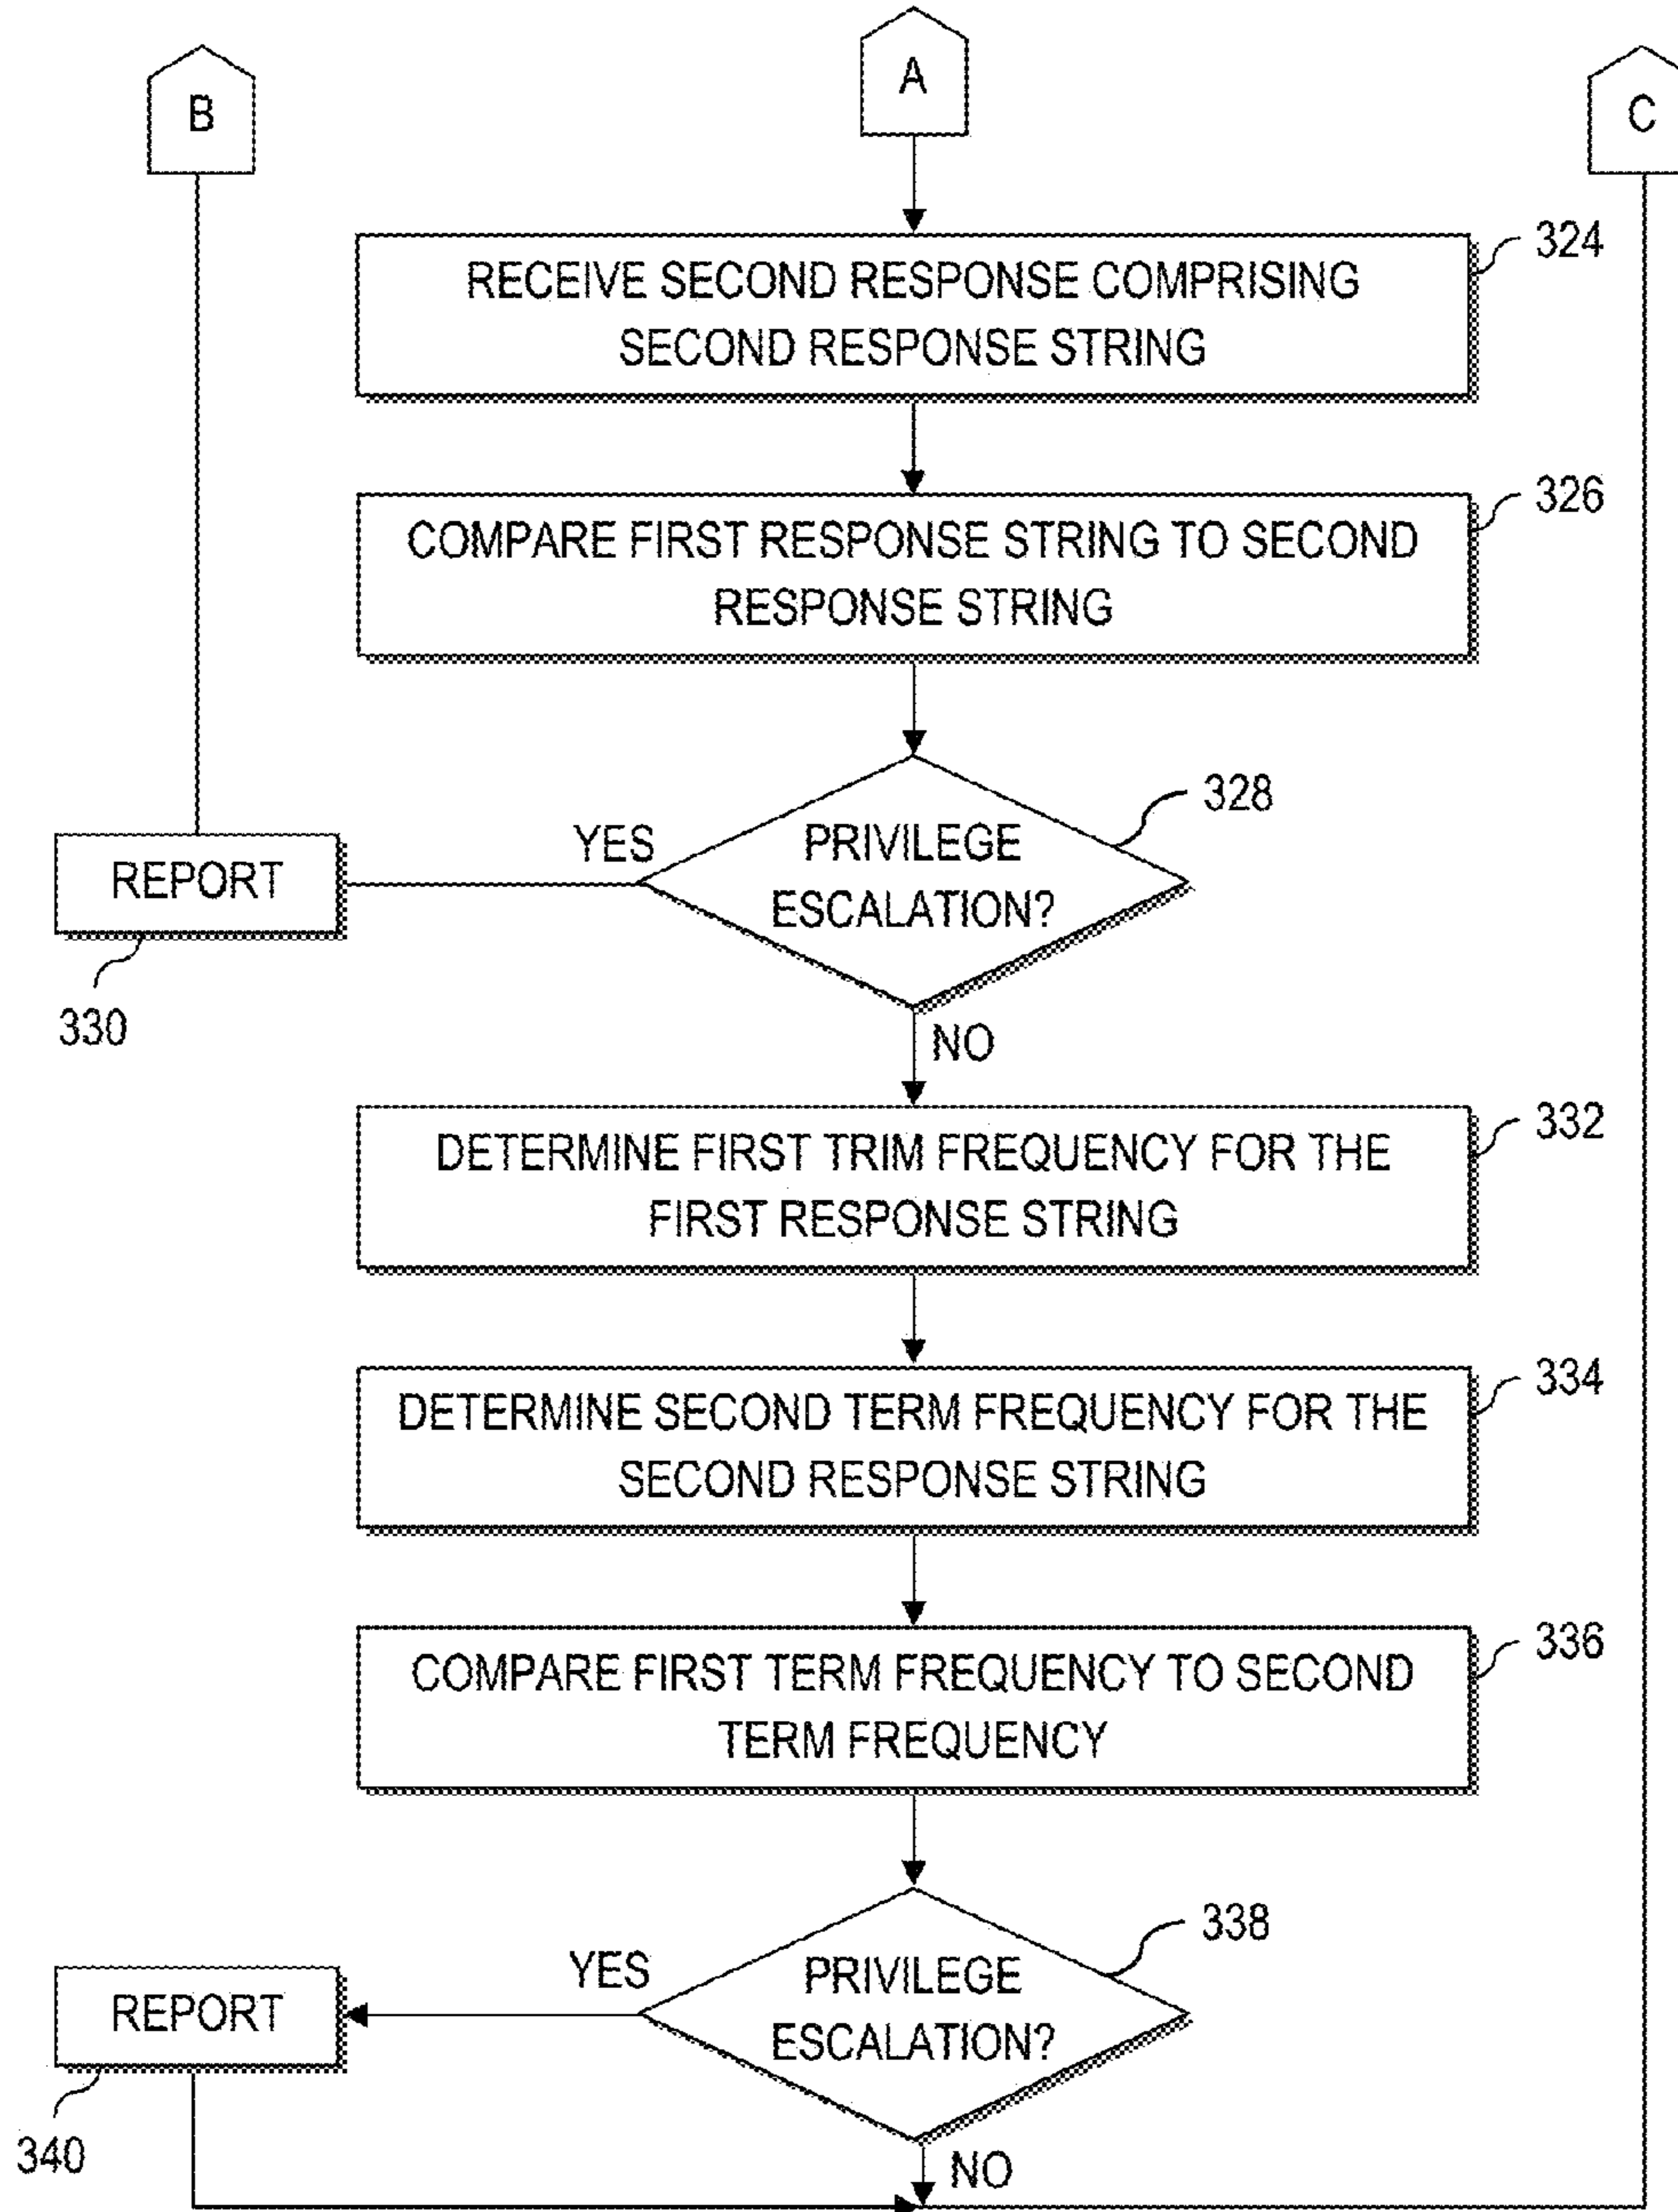 A
B
C
RECEIVE SECOND RESPONSE COMPRISING
SECOND RESPONSE STRING
324
COMPARE FIRST RESPONSE STRING TO SECOND
RESPONSE STRING
326
PRIVILEGE
ESCALATION?
328
YES
REPORT
330
NO
DETERMINE FIRST TRIM FREQUENCY FOR THE
FIRST RESPONSE STRING
332
DETERMINE SECOND TERM FREQUENCY FOR THE
SECOND RESPONSE STRING
334
COMPARE FIRST TERM FREQUENCY TO SECOND
TERM FREQUENCY
336
PRIVILEGE
ESCALATION?
338
YES
REPORT
340
NO